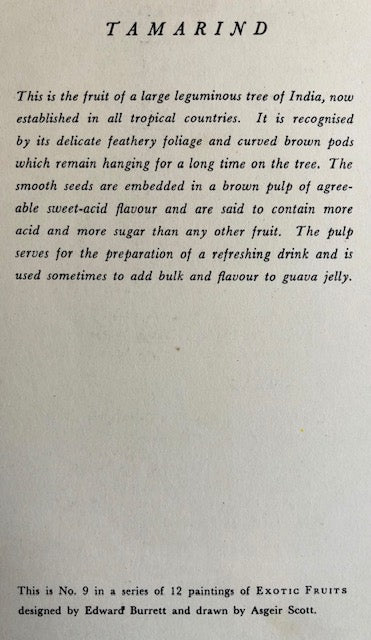 TAMARIND
This is the fruit of a large leguminous tree of India, now
established in all tropical countries. It is recognised
by its delicate feathery foliage and curved brown pods
which remain hanging for a long time on the tree. The
smooth seeds are embedded in a brown pulp of agree-
able sweet-acid flavour and are said to contain more
acid and more sugar than any other fruit. The pulp
serves for the preparation of a refreshing drink and is
used sometimes to add bulk and flavour to guava jelly.
This is No. 9 in a series of 12 paintings of EXOTIC FRUITS
designed by Edward Burrett and drawn by Asgeir Scott.